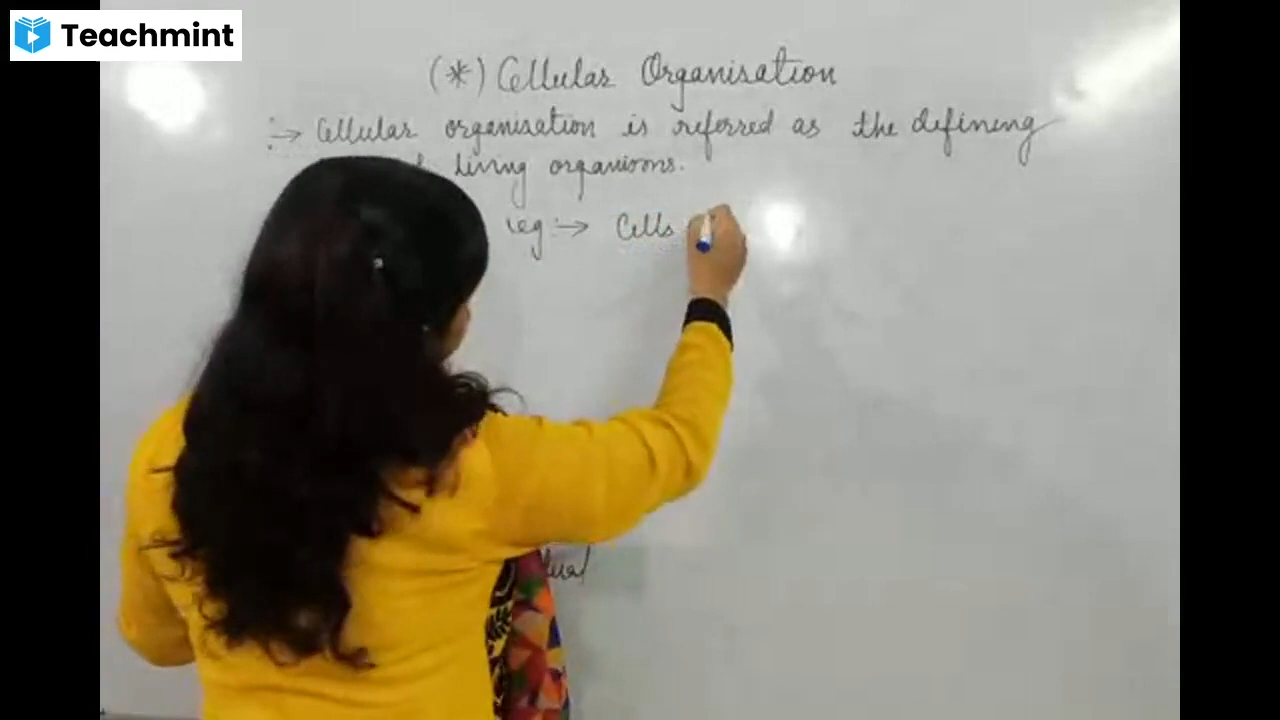 Teachmint
(*) Cellular Organisation
:→ Cellular organisation is referred as the defining
living organisms.
eg:→ Cells